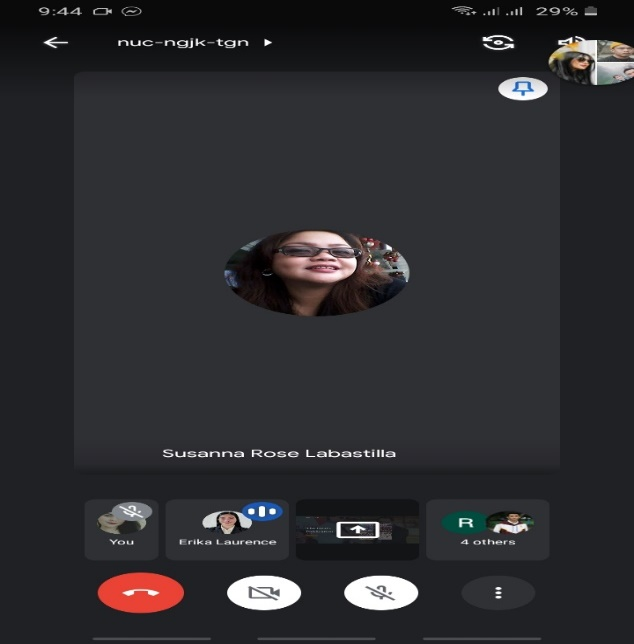 9:44 29%
nuc-ngjk-tgn
Susanna Rose Labastilla
You
Erika Laurence
R
4 others